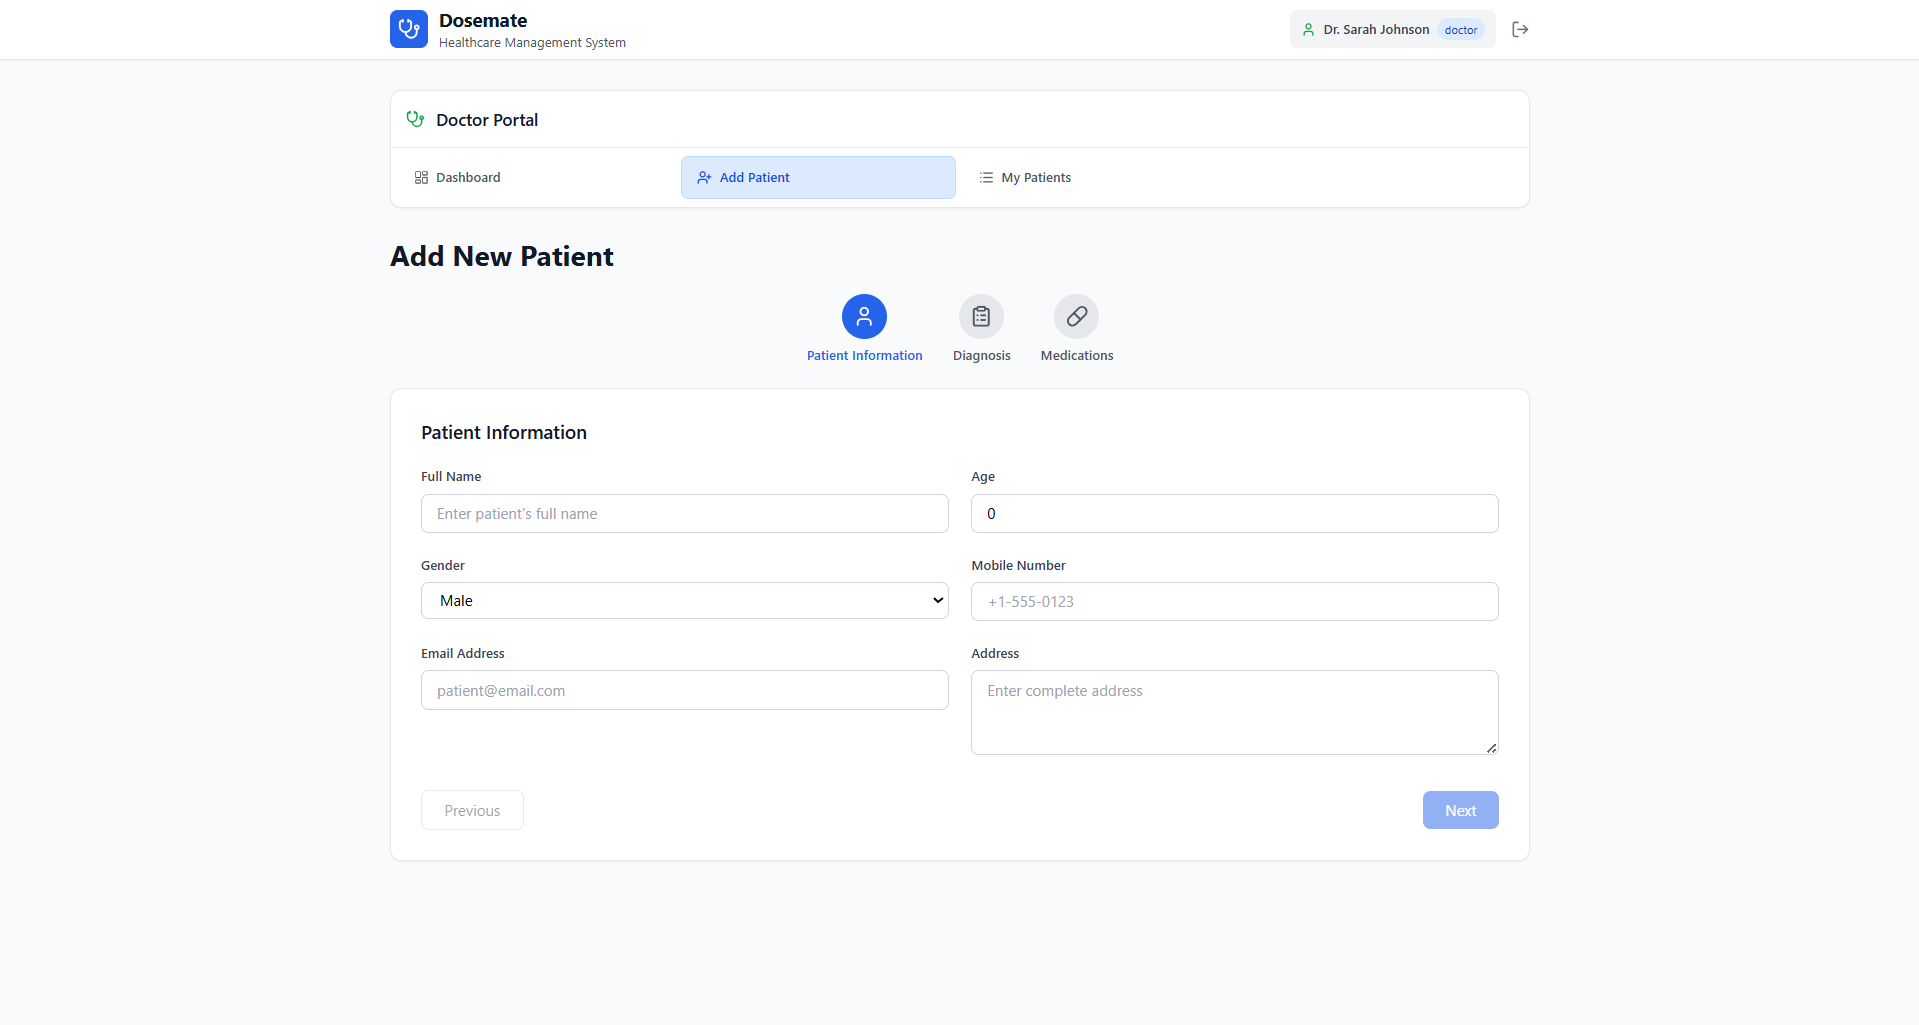 Dosemate
Healthcare Management System
Dr. Sarah Johnson doctor
Doctor Portal
Dashboard
Add Patient
My Patients
Add New Patient
Patient Information
Diagnosis
Medications
Patient Information
Full Name
Enter patient's full name
Age
0
Gender
Male
Mobile Number
+1-555-0123
Email Address
patient@email.com
Address
Enter complete address
Previous
Next